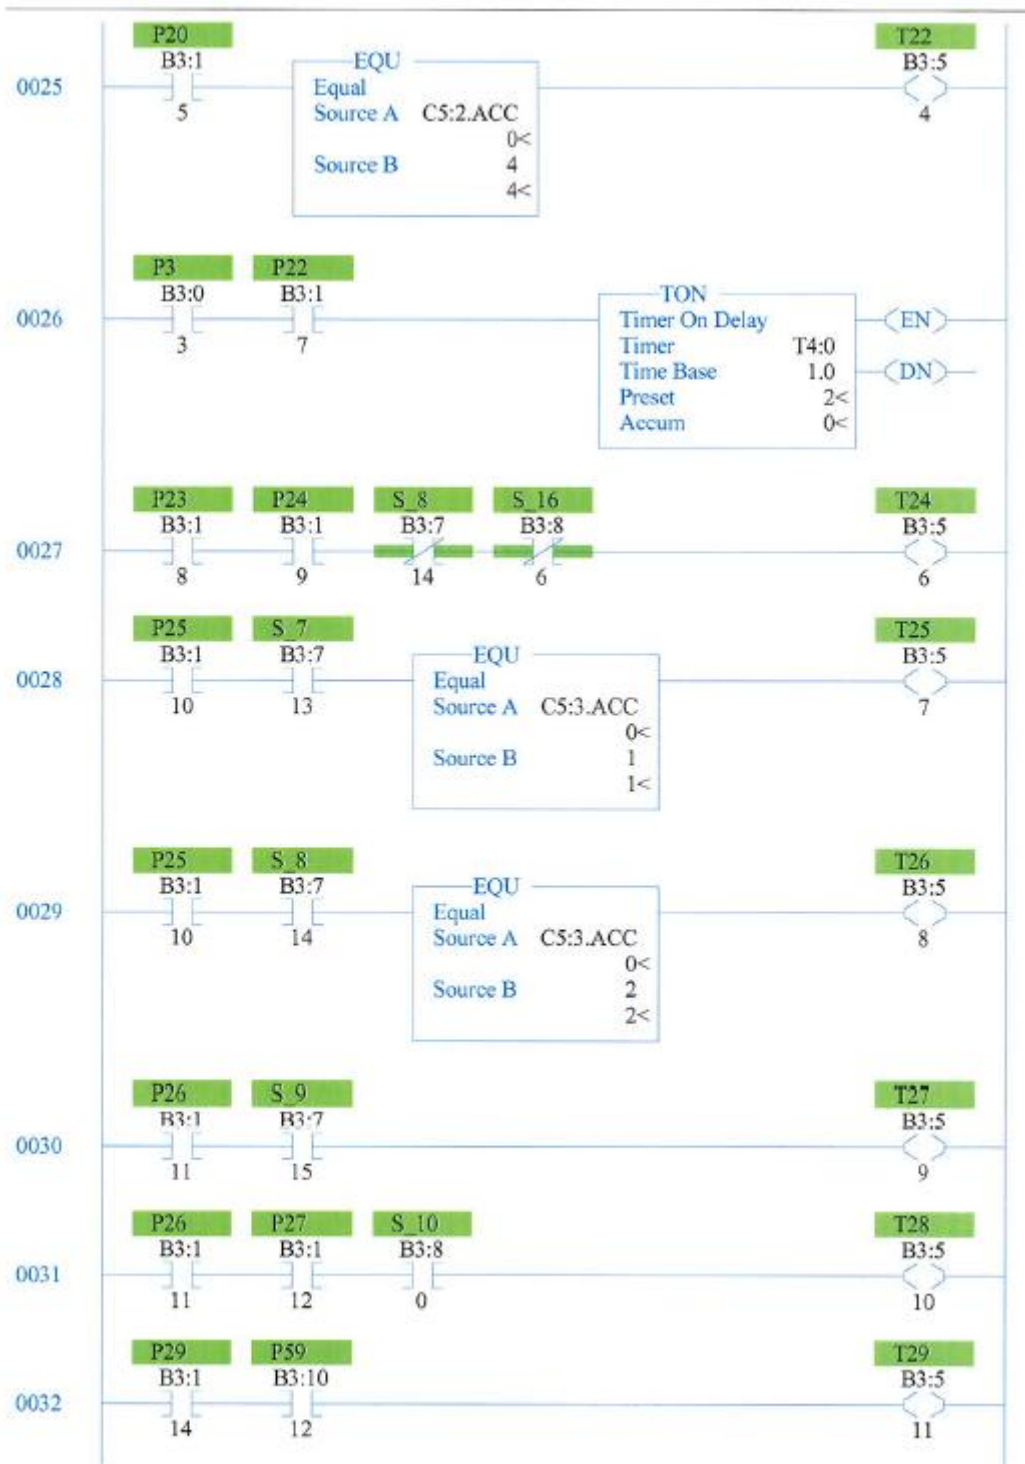 P20 T22
B3:1 B3:5
EQU
0025
Equal
5 Source A C5:2.ACC 4
0<
Source B 4
4<
P3 P22
B3:0 B3:1
TON
0026 Timer On Delay EN
3 7 Timer T4:0
Time Base 1.0 DN
Preset 2<
Accum 0<
P23 P24 S_8 S_16 T24
B3:1 B3:1 B3:7 B3:8 B3:5
0027
8 9 14 6 6
P25 S_7 T25
B3:1 B3:7 EQU B3:5
0028 Equal
10 13 Source A C5:3.ACC 7
0<
Source B 1
1<
P25 S_8 T26
B3:1 B3:7 EQU B3:5
0029 Equal
10 14 Source A C5:3.ACC 8
0<
Source B 2
2<
P26 S_9 T27
B3:1 B3:7 B3:5
0030
11 15 9
P26 P27 S_10 T28
B3:1 B3:1 B3:8 B3:5
0031
11 12 0 10
P29 P59 T29
B3:1 B3:10 B3:5
0032
14 12 11